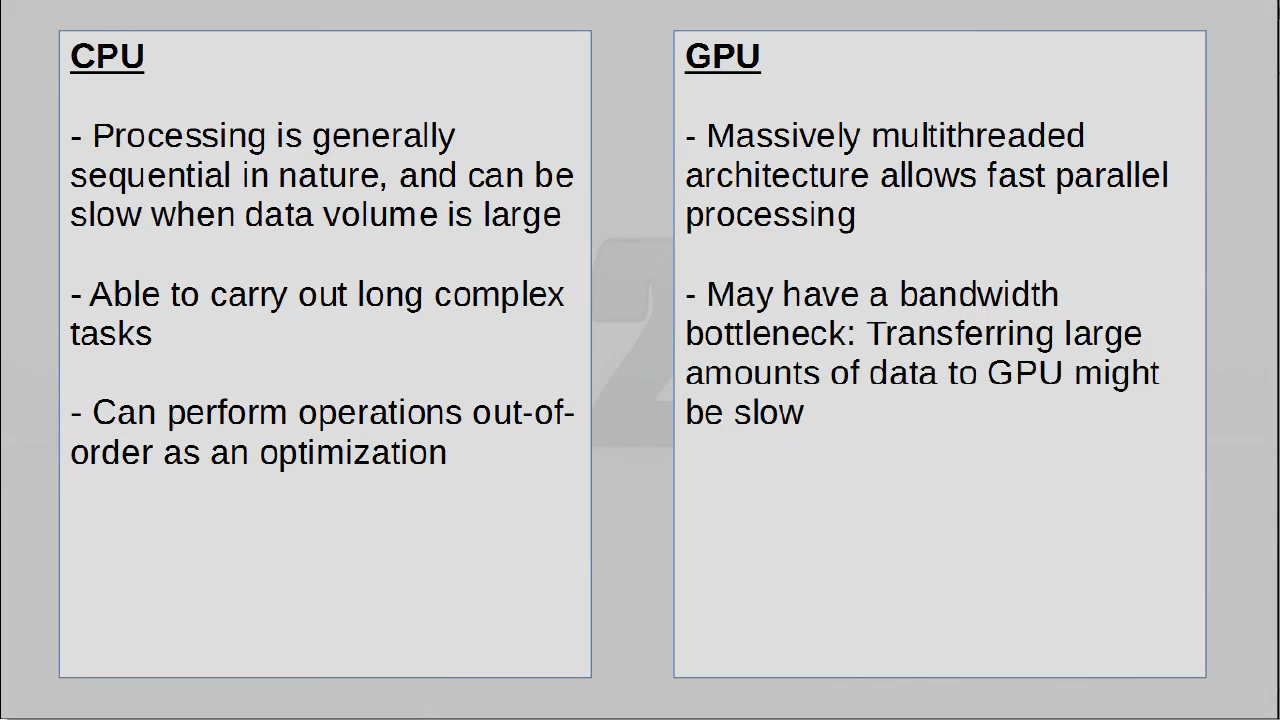 CPU
- Processing is generally
sequential in nature, and can be
slow when data volume is large
- Able to carry out long complex
tasks
- Can perform operations out-of-
order as an optimization
GPU
- Massively multithreaded
architecture allows fast parallel
processing
- May have a bandwidth
bottleneck: Transferring large
amounts of data to GPU might
be slow